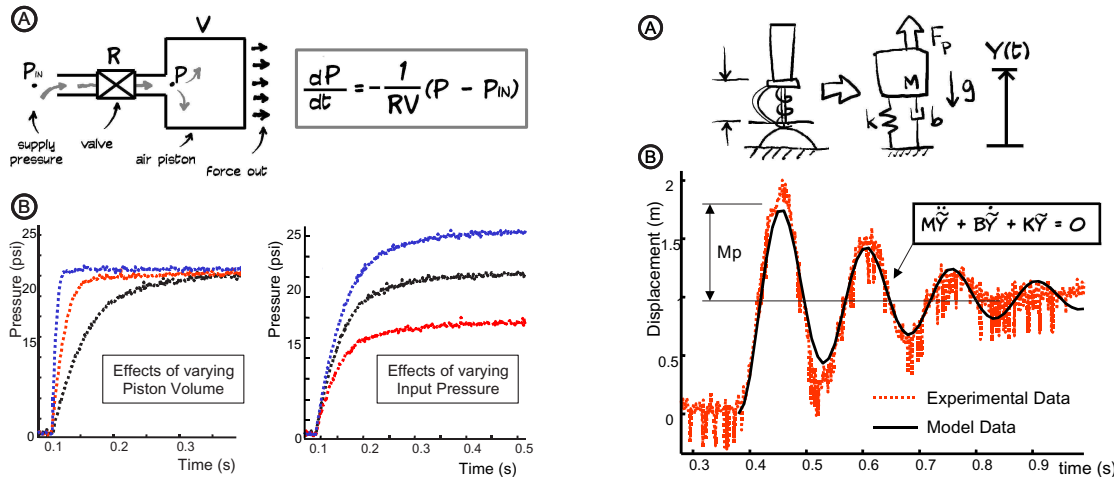 A
V
R
P_IN
P
supply pressure
valve
air piston
Force out
dP/dt = -1/RV (P - P_IN)
B
Pressure (psi)
25
20
15
0
0.1
0.2
0.3
Time (s)
Effects of varying
Piston Volume
Pressure (psi)
25
20
15
0
0.1
0.2
0.3
0.4
0.5
Time (s)
Effects of varying
Input Pressure
A
F_p
Y(t)
M
g
k
b
B
Displacement (m)
2
1.5
1
0.5
0
Mp
MŸ̃ + BẎ̃ + KỸ = 0
Experimental Data
Model Data
0.3
0.4
0.5
0.6
0.7
0.8
0.9
time (s)